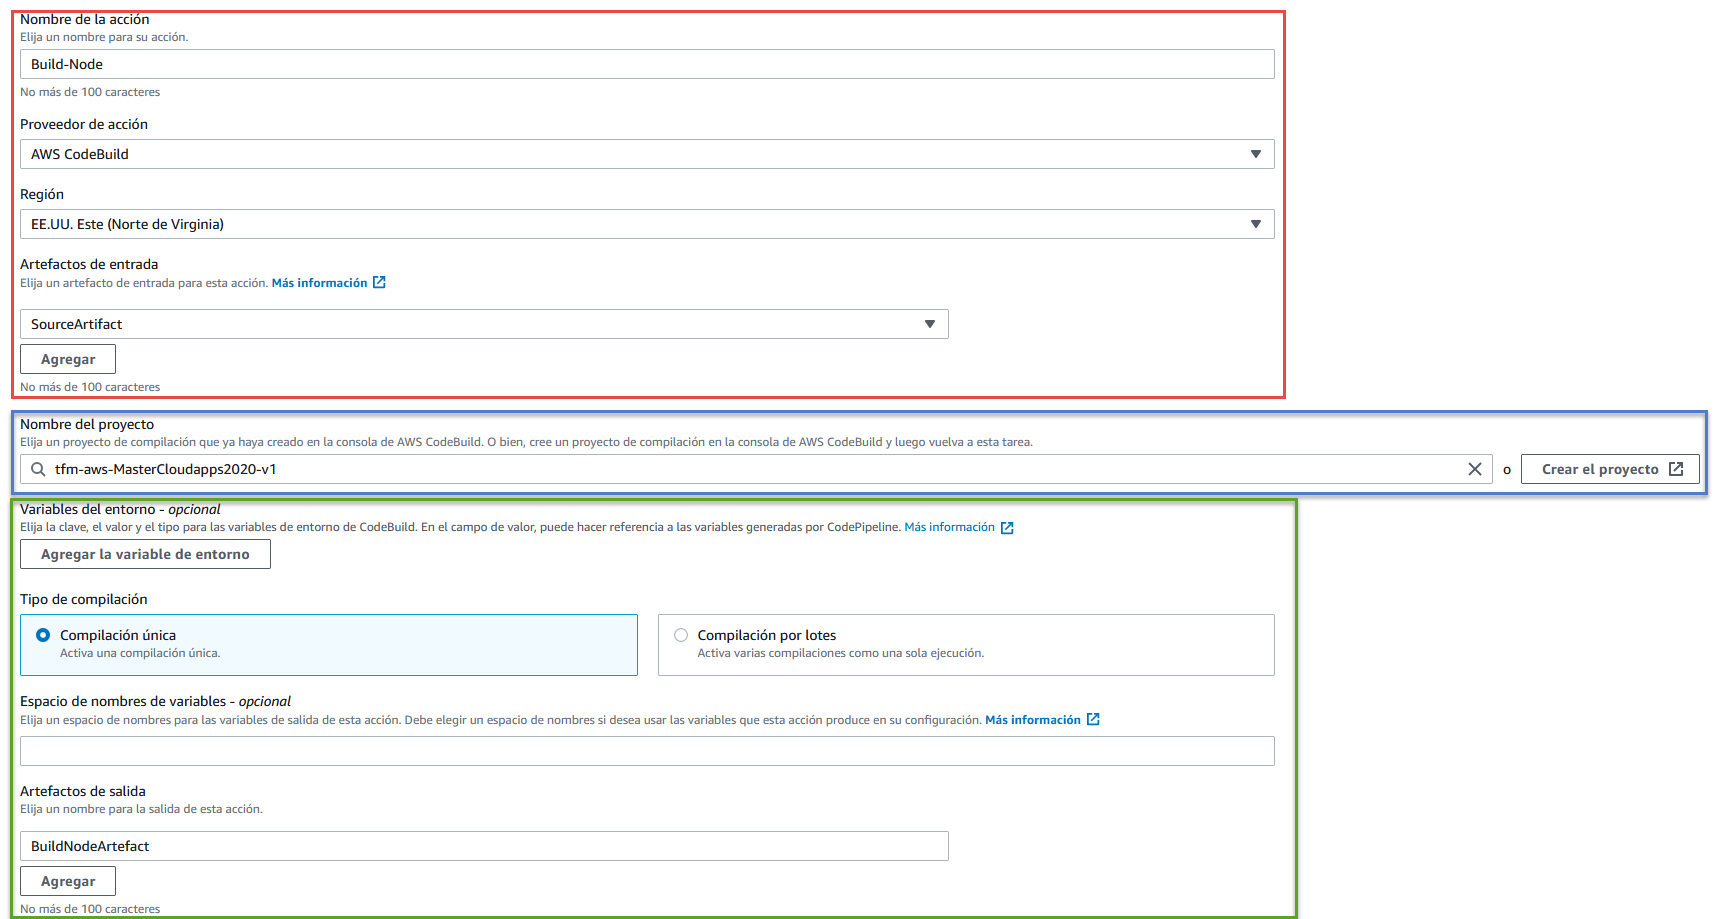 Nombre de la acción
Elija un nombre para su acción.
Build-Node
No más de 100 caracteres
Proveedor de acción
AWS CodeBuild
Región
EE.UU. Este (Norte de Virginia)
Artefactos de entrada
Elija un artefacto de entrada para esta acción. Más información
SourceArtifact
Agregar
No más de 100 caracteres
Nombre del proyecto
Elija un proyecto de compilación que ya haya creado en la consola de AWS CodeBuild. O bien, cree un proyecto de compilación en la consola de AWS CodeBuild y luego vuelva a esta tarea.
tfm-aws-MasterCloudapps2020-v1 o Crear el proyecto
Variables del entorno - opcional
Elija la clave, el valor y el tipo para las variables de entorno de CodeBuild. En el campo de valor, puede hacer referencia a las variables generadas por CodePipeline. Más información
Agregar la variable de entorno
Tipo de compilación
Compilación única Compilación por lotes
Activa una compilación única. Activa varias compilaciones como una sola ejecución.
Espacio de nombres de variables - opcional
Elija un espacio de nombres para las variables de salida de esta acción. Debe elegir un espacio de nombres si desea usar las variables que esta acción produce en su configuración. Más información
Artefactos de salida
Elija un nombre para la salida de esta acción.
BuildNodeArtefact
Agregar
No más de 100 caracteres